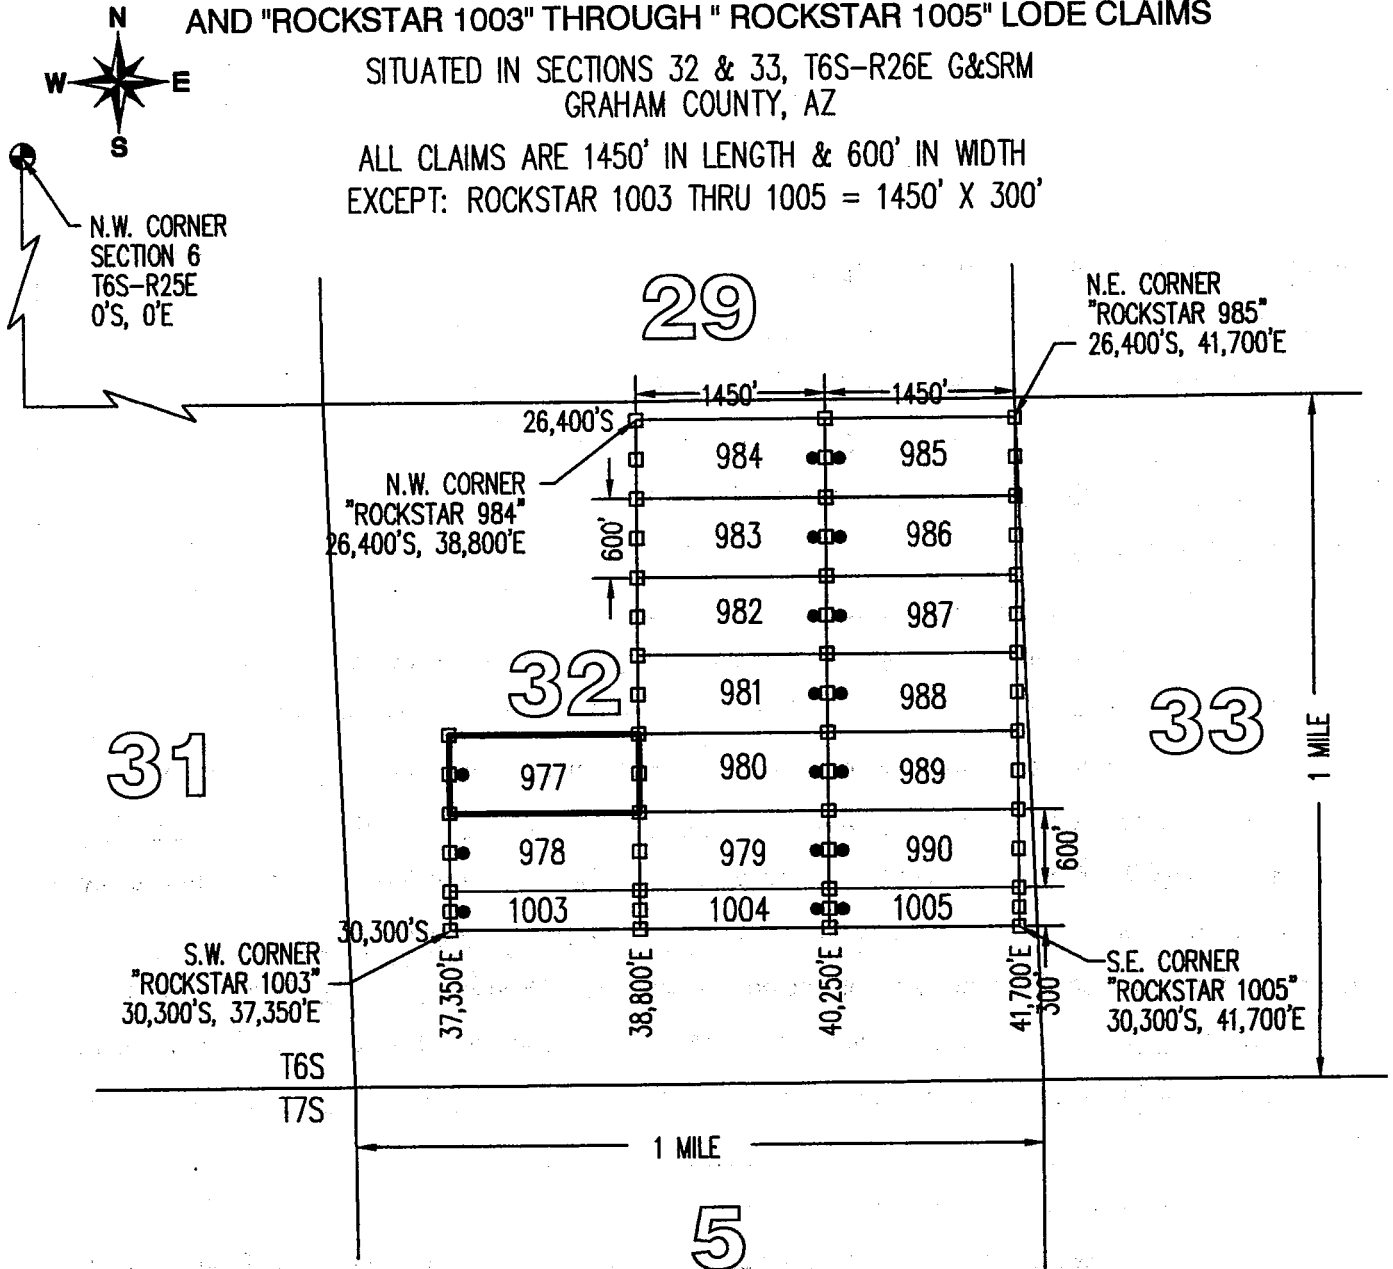 AND "ROCKSTAR 1003" THROUGH " ROCKSTAR 1005" LODE CLAIMS
N
W E
S
SITUATED IN SECTIONS 32 & 33, T6S-R26E G&SRM
GRAHAM COUNTY, AZ
ALL CLAIMS ARE 1450' IN LENGTH & 600' IN WIDTH
EXCEPT: ROCKSTAR 1003 THRU 1005 = 1450' X 300'
N.W. CORNER
SECTION 6
T6S-R25E
0'S, 0'E
29
N.E. CORNER
"ROCKSTAR 985"
26,400'S, 41,700'E
1450' 1450'
26,400'S
N.W. CORNER
"ROCKSTAR 984"
26,400'S, 38,800'E
600'
984 985
983 986
982 987
32
981 988
31
33
1 MILE
977 980 989
978 979 990
600'
1003 1004 1005
30,300'S
S.W. CORNER
"ROCKSTAR 1003"
30,300'S, 37,350'E
37,350'E
38,800'E
40,250'E
41,700'E
300'
S.E. CORNER
"ROCKSTAR 1005"
30,300'S, 41,700'E
T6S
T7S
1 MILE
5